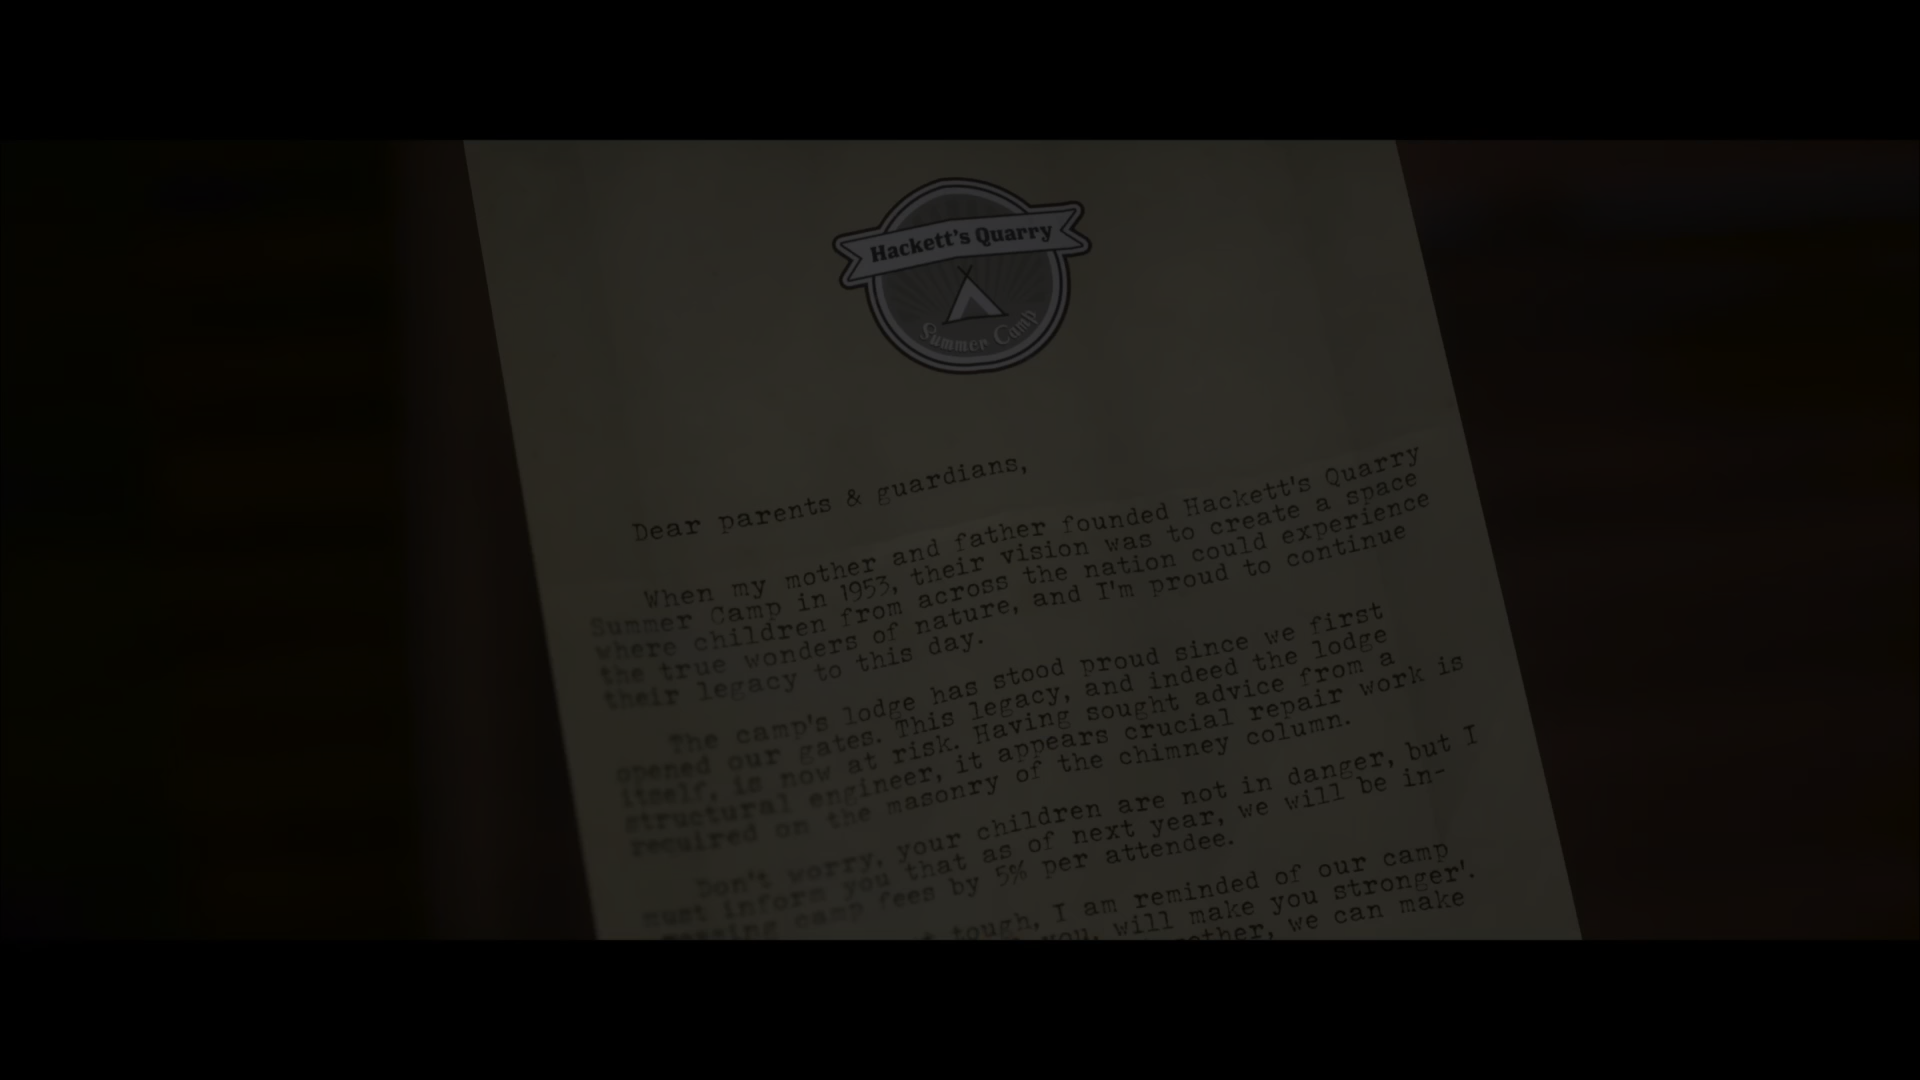 Hackett's Quarry
Summer Camp
Dear parents & guardians,
When my mother and father founded Hackett's Quarry
Summer Camp in 1953, their vision was to create a space
where children from across the nation could experience
the true wonders of nature, and I'm proud to continue
their legacy to this day.
The camp's lodge has stood proud since we first
opened our gates. This legacy, and indeed the lodge
itself, is now at risk. Having sought advice from a
structural engineer, it appears crucial repair work is
required on the masonry of the chimney column.
Don't worry, your children are not in danger, but I
must inform you that as of next year, we will be in-
camp fees by 5% per attendee.
tough, I am reminded of our camp
you, will make you stronger'.
we can make